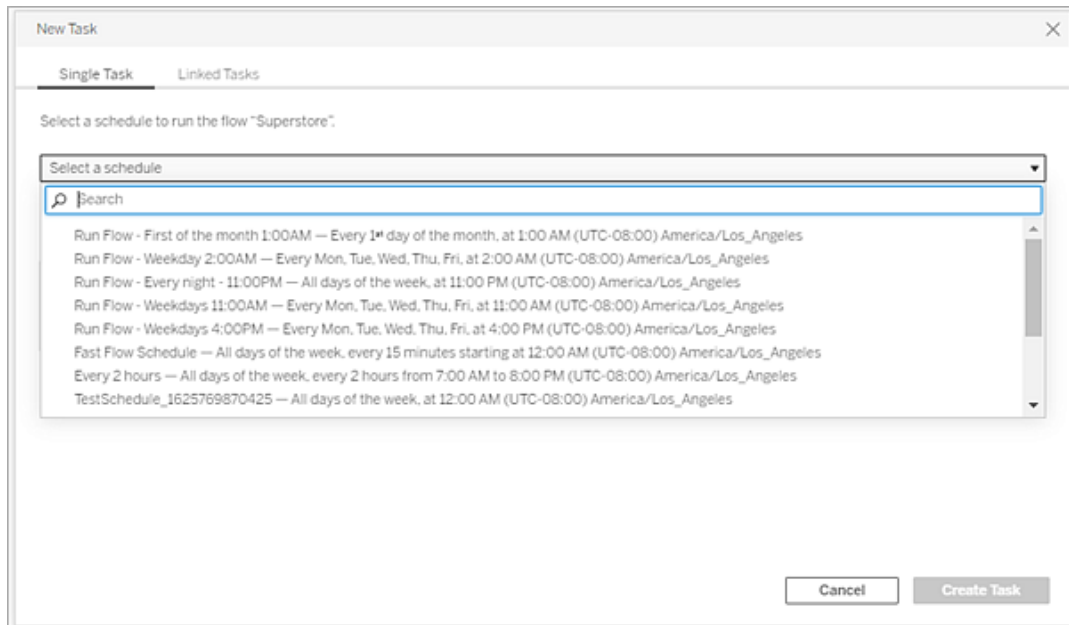 New Task
Single Task Linked Tasks
Select a schedule to run the flow "Superstore".
Select a schedule
Search
Run Flow - First of the month 1:00AM — Every 1st day of the month, at 1:00 AM (UTC-08:00) America/Los_Angeles
Run Flow - Weekday 2:00AM — Every Mon, Tue, Wed, Thu, Fri, at 2:00 AM (UTC-08:00) America/Los_Angeles
Run Flow - Every night - 11:00PM — All days of the week, at 11:00 PM (UTC-08:00) America/Los_Angeles
Run Flow - Weekdays 11:00AM — Every Mon, Tue, Wed, Thu, Fri, at 11:00 AM (UTC-08:00) America/Los_Angeles
Run Flow - Weekdays 4:00PM — Every Mon, Tue, Wed, Thu, Fri, at 4:00 PM (UTC-08:00) America/Los_Angeles
Fast Flow Schedule — All days of the week, every 15 minutes starting at 12:00 AM (UTC-08:00) America/Los_Angeles
Every 2 hours — All days of the week, every 2 hours from 7:00 AM to 8:00 PM (UTC-08:00) America/Los_Angeles
TestSchedule_1625769870425 — All days of the week, at 12:00 AM (UTC-08:00) America/Los_Angeles
Cancel Create Task